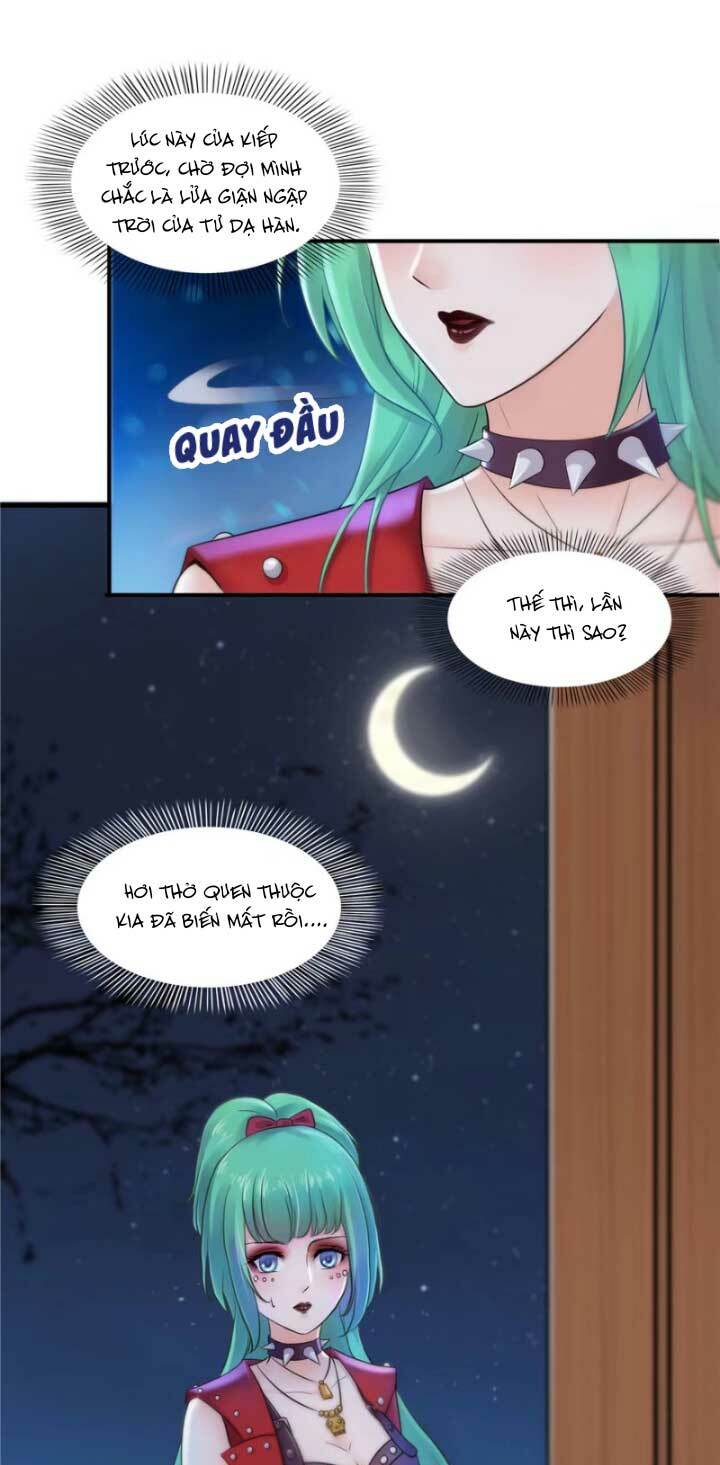 LÚC NÀY CỦA KIẾP
TRƯỚC, CHỜ ĐỢI MÌNH
CHẮC LÀ LỬA GIẬN NGẬP
TRỜI CỦA TƯ DẠ HÀN.
QUAY ĐẦU
THẾ THÌ, LẦN
NÀY THÌ SAO?
HƠI THỞ QUEN THUỘC
KIA ĐÃ BIẾN MẤT RỒI....